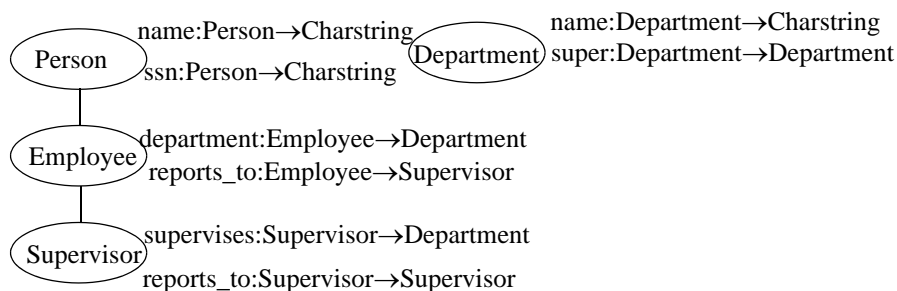 name:Person→Charstring
Person
ssn:Person→Charstring
name:Department→Charstring
Department
super:Department→Department
department:Employee→Department
Employee
reports_to:Employee→Supervisor
supervises:Supervisor→Department
Supervisor
reports_to:Supervisor→Supervisor